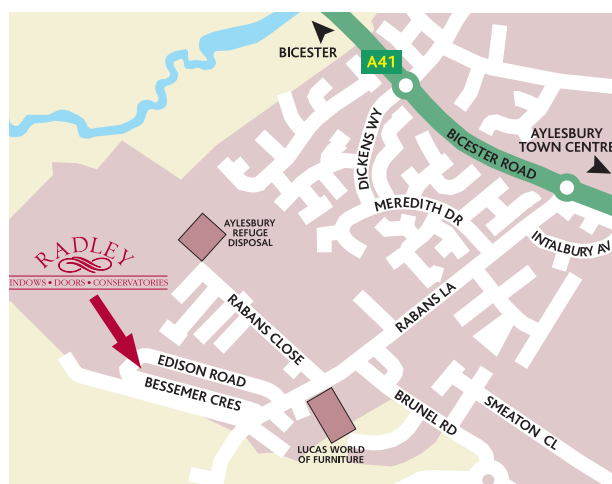 BICESTER
A41
DICKENS WY
BICESTER ROAD
AYLESBURY
TOWN CENTRE
MEREDITH DR
INTALBURY AV
AYLESBURY
REFUGE
DISPOSAL
RADLEY
INDOWS • DOORS • CONSERVATORIES
RABANS LA
RABANS CLOSE
EDISON ROAD
BESSEMER CRES
BRUNEL RD
SMEATON CL
LUCAS WORLD
OF FURNITURE